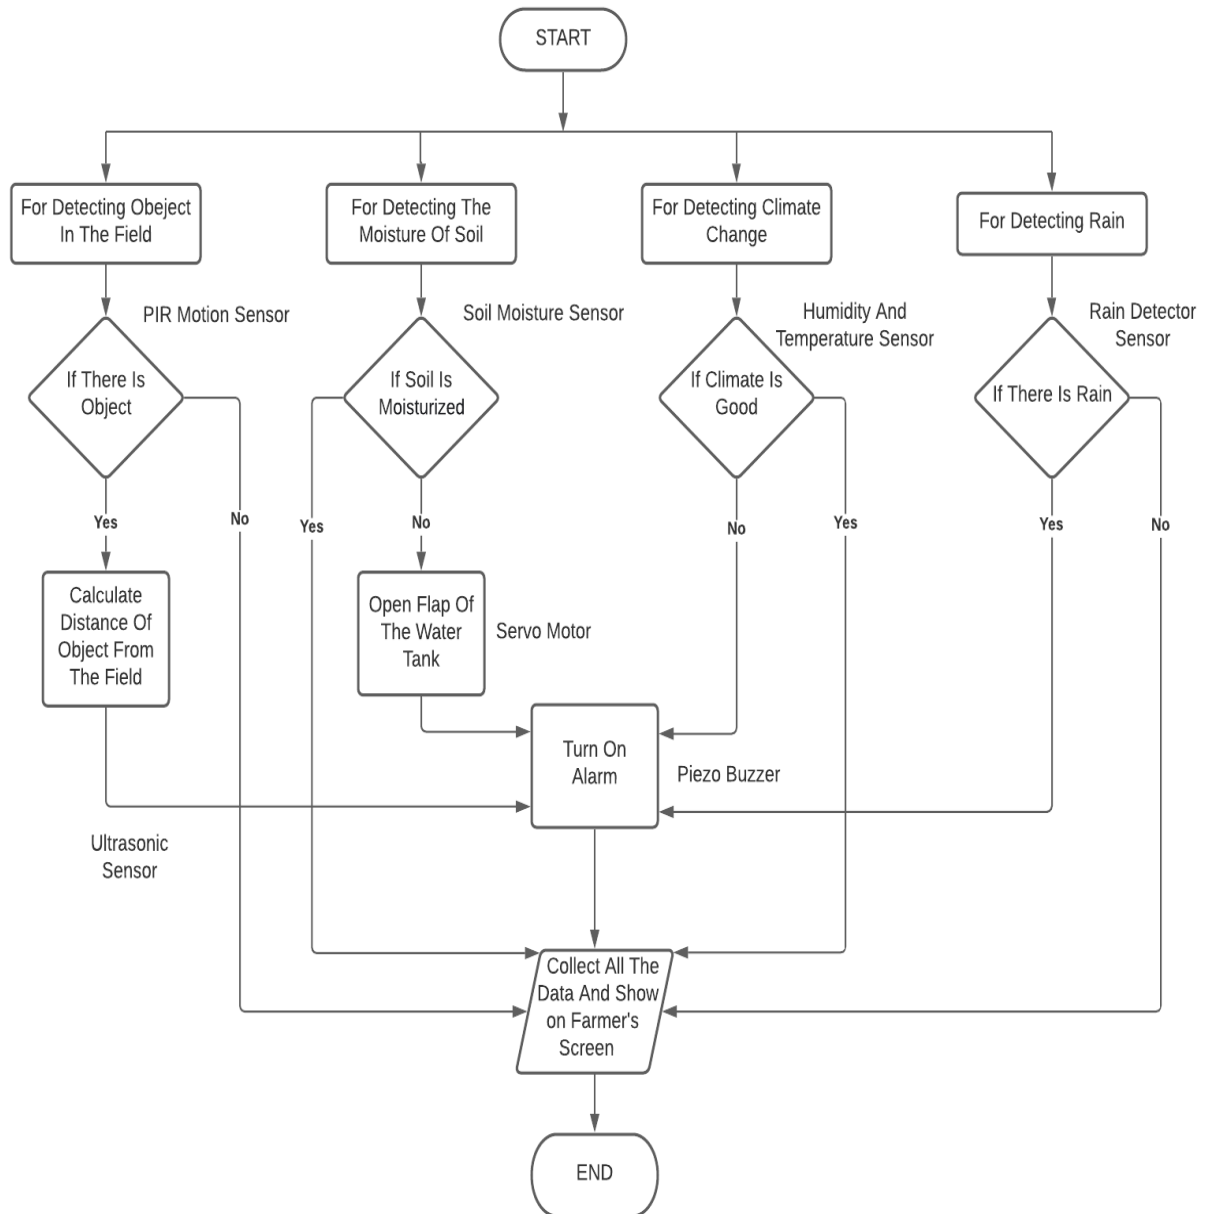 START
For Detecting Obeject
In The Field
For Detecting The
Moisture Of Soil
For Detecting Climate
Change
For Detecting Rain
PIR Motion Sensor
Soil Moisture Sensor
Humidity And
Temperature Sensor
Rain Detector
Sensor
If There Is
Object
If Soil Is
Moisturized
If Climate Is
Good
If There Is Rain
Yes
No
Yes
No
No
Yes
Yes
No
Calculate
Distance Of
Object From
The Field
Open Flap Of
The Water
Tank
Servo Motor
Turn On
Alarm
Piezo Buzzer
Ultrasonic
Sensor
Collect All The
Data And Show
on Farmer's
Screen
END